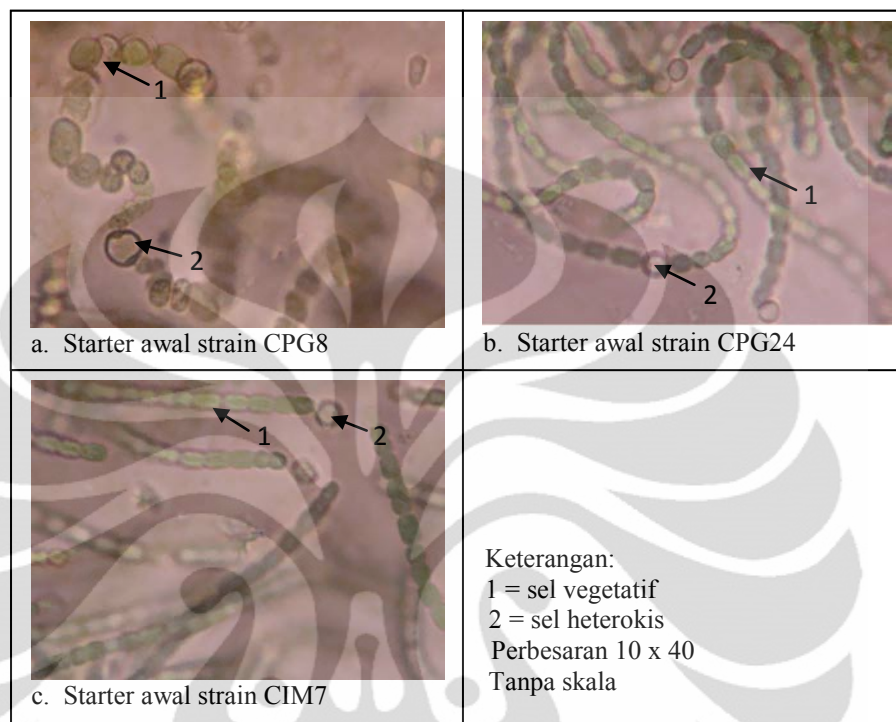 1
2
a. Starter awal strain CPG8
1
2
b. Starter awal strain CPG24
1
2
c. Starter awal strain CIM7
Keterangan:
1 = sel vegetatif
2 = sel heterokis
Perbesaran 10 x 40
Tanpa skala